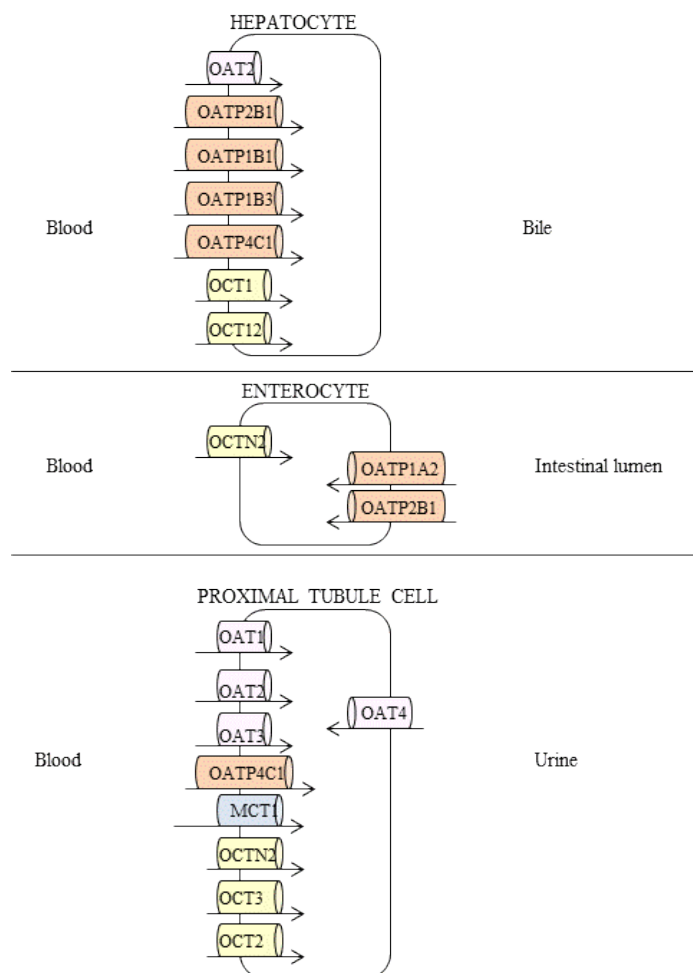 HEPATOCYTE
OAT2
OATP2B1
OATP1B1
OATP1B3
Blood
Bile
OATP4C1
OCT1
OCT12
ENTEROCYTE
OCTN2
Blood
OATP1A2
Intestinal lumen
OATP2B1
PROXIMAL TUBULE CELL
OAT1
OAT2
OAT4
OAT3
Blood
Urine
OATP4C1
MCT1
OCTN2
OCT3
OCT2